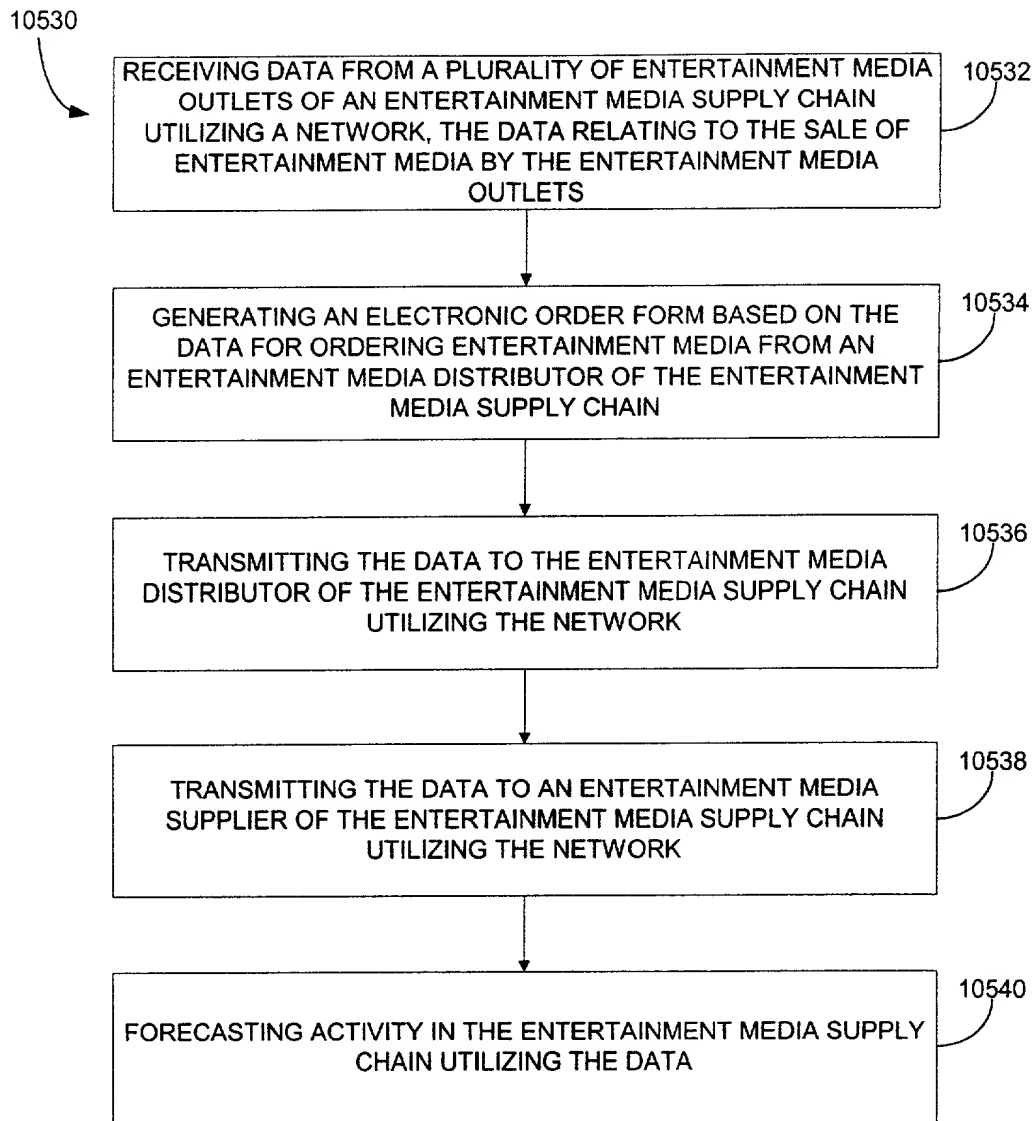 10530
RECEIVING DATA FROM A PLURALITY OF ENTERTAINMENT MEDIA
OUTLETS OF AN ENTERTAINMENT MEDIA SUPPLY CHAIN
UTILIZING A NETWORK, THE DATA RELATING TO THE SALE OF
ENTERTAINMENT MEDIA BY THE ENTERTAINMENT MEDIA
OUTLETS
10532
GENERATING AN ELECTRONIC ORDER FORM BASED ON THE
DATA FOR ORDERING ENTERTAINMENT MEDIA FROM AN
ENTERTAINMENT MEDIA DISTRIBUTOR OF THE ENTERTAINMENT
MEDIA SUPPLY CHAIN
10534
TRANSMITTING THE DATA TO THE ENTERTAINMENT MEDIA
DISTRIBUTOR OF THE ENTERTAINMENT MEDIA SUPPLY CHAIN
UTILIZING THE NETWORK
10536
TRANSMITTING THE DATA TO AN ENTERTAINMENT MEDIA
SUPPLIER OF THE ENTERTAINMENT MEDIA SUPPLY CHAIN
UTILIZING THE NETWORK
10538
FORECASTING ACTIVITY IN THE ENTERTAINMENT MEDIA SUPPLY
CHAIN UTILIZING THE DATA
10540